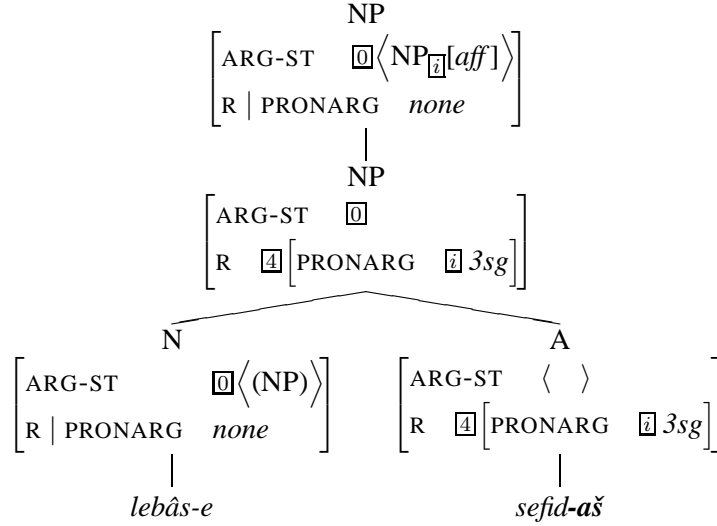 NP
ARG-ST 0⟨NP i[aff]⟩
R | PRONARG none
NP
ARG-ST 0
R 4[PRONARG i 3sg]
N A
ARG-ST 0⟨(NP)⟩ ARG-ST ⟨ ⟩
R | PRONARG none R 4[PRONARG i 3sg]
lebâs-e sefid-aš